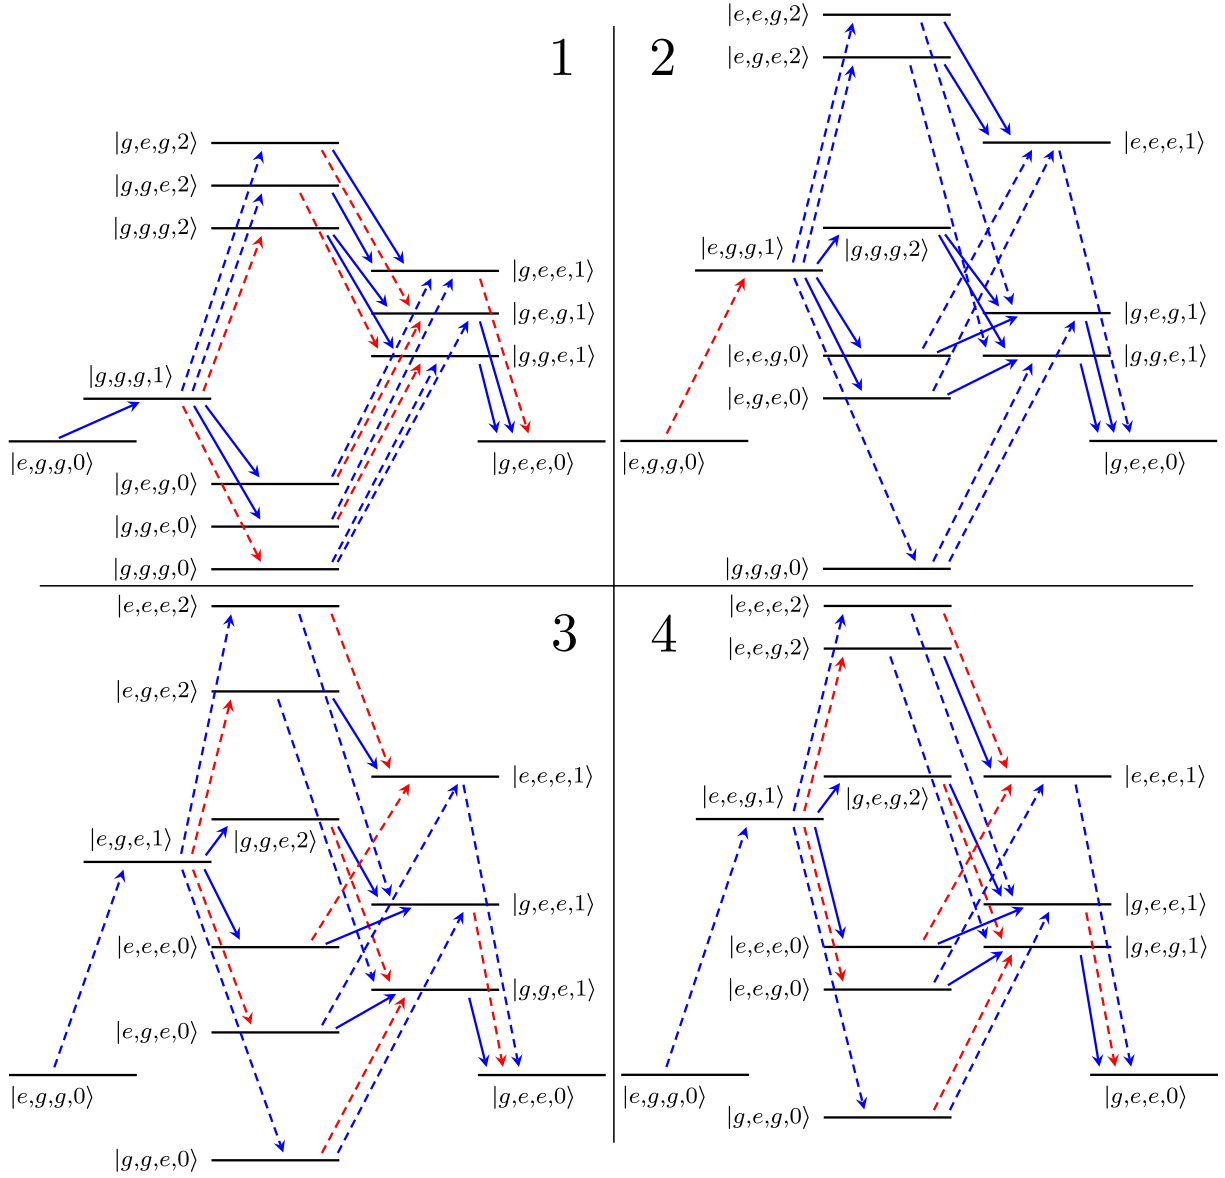 1
|g,e,g,2⟩
|g,g,e,2⟩
|g,g,g,2⟩
|g,e,e,1⟩
|g,e,g,1⟩
|g,g,e,1⟩
|g,g,g,1⟩
|e,g,g,0⟩
|g,e,e,0⟩
|g,e,g,0⟩
|g,g,e,0⟩
|g,g,g,0⟩
2
|e,e,g,2⟩
|e,g,e,2⟩
|e,e,e,1⟩
|e,g,g,1⟩
|g,g,g,2⟩
|g,e,g,1⟩
|e,e,g,0⟩
|g,g,e,1⟩
|e,g,e,0⟩
|e,g,g,0⟩
|g,e,e,0⟩
|g,g,g,0⟩
3
|e,e,e,2⟩
|e,g,e,2⟩
|e,e,e,1⟩
|e,g,e,1⟩
|g,g,e,2⟩
|g,e,e,1⟩
|e,e,e,0⟩
|g,g,e,1⟩
|e,g,e,0⟩
|e,g,g,0⟩
|g,e,e,0⟩
|g,g,e,0⟩
4
|e,e,e,2⟩
|e,e,g,2⟩
|e,e,e,1⟩
|e,e,g,1⟩
|g,e,g,2⟩
|g,e,e,1⟩
|e,e,e,0⟩
|g,e,g,1⟩
|e,e,g,0⟩
|e,g,g,0⟩
|g,e,e,0⟩
|g,e,g,0⟩